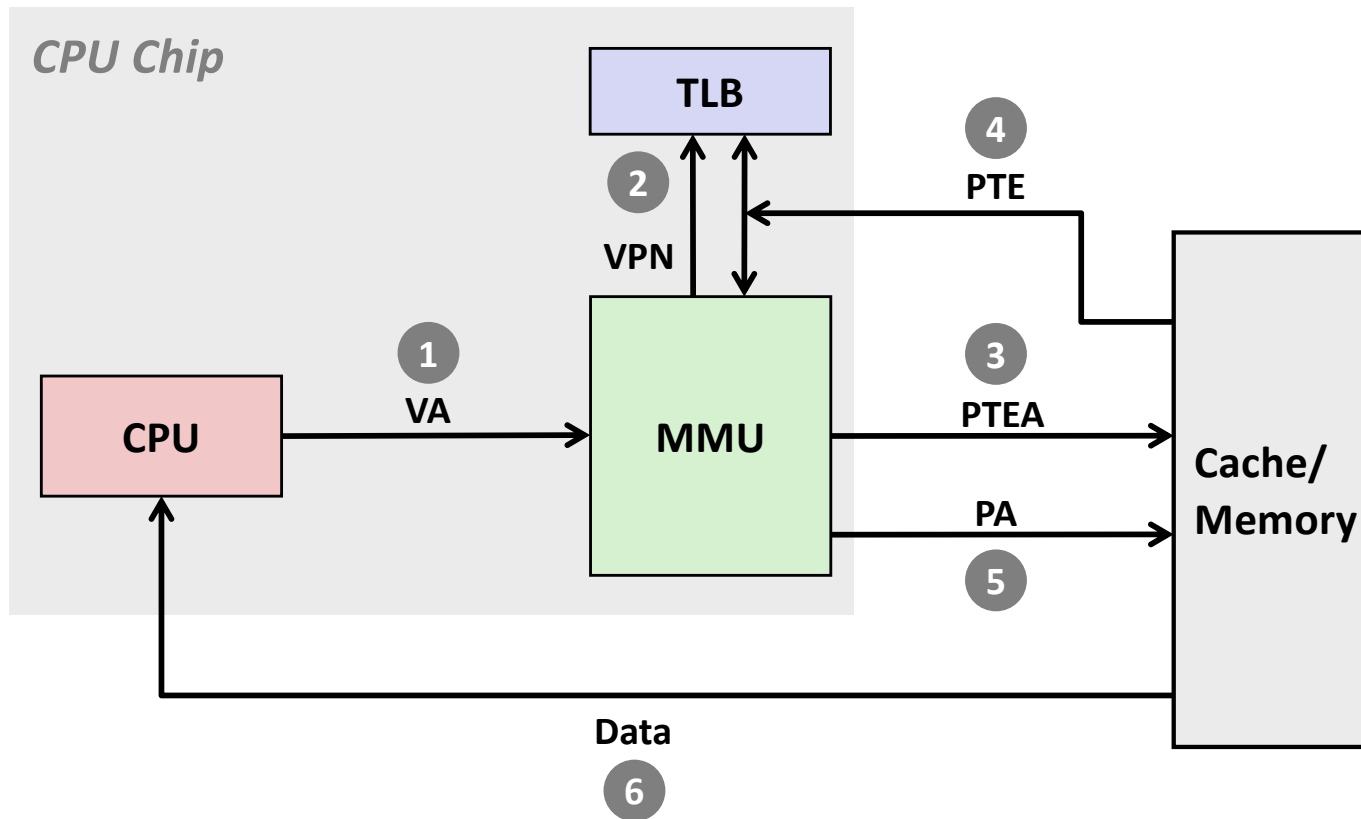 CPU Chip
TLB
4
PTE
2
VPN
1
VA
3
PTEA
CPU
MMU
Cache/
Memory
PA
5
Data
6